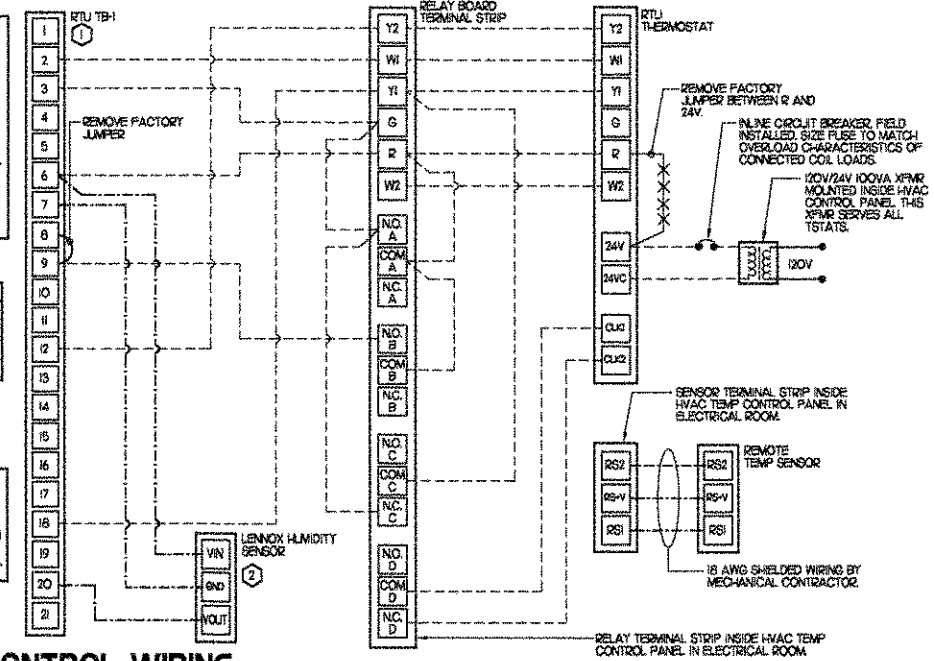 RTU TB-1
1
1
2
3
4
5
6
7
8
9
10
11
12
13
14
15
16
17
18
19
20
21
REMOVE FACTORY
JUMPER
LENNOX HUMIDITY
SENSOR
2
VIN
GND
VOUT
RELAY BOARD
TERMINAL STRIP
Y2
W1
Y1
G
R
W2
N.O.
A
COM
A
N.C.
A
N.O.
B
COM
B
N.C.
B
N.O.
C
COM
C
N.C.
C
N.O.
D
COM
D
N.C.
D
RTU
THERMOSTAT
Y2
W1
Y1
G
R
W2
24V
24VC
CLK1
CLK2
REMOVE FACTORY
JUMPER BETWEEN R AND
24V.
INLINE CIRCUIT BREAKER, FIELD
INSTALLED. SIZE FUSE TO MATCH
OVERLOAD CHARACTERISTICS OF
CONNECTED COIL LOADS.
120V/24V 100VA XFMR
MOUNTED INSIDE HVAC
CONTROL PANEL. THIS
XFMR SERVES ALL
TSTATS.
120V
SENSOR TERMINAL STRIP INSIDE
HVAC TEMP CONTROL PANEL IN
ELECTRICAL ROOM.
RS2
RS+V
RS1
RS2
RS+V
RS1
REMOTE
TEMP SENSOR
18 AWG SHIELDED WIRING BY
MECHANICAL CONTRACTOR.
RELAY TERMINAL STRIP INSIDE HVAC TEMP
CONTROL PANEL IN ELECTRICAL ROOM.
CONTROL WIRING